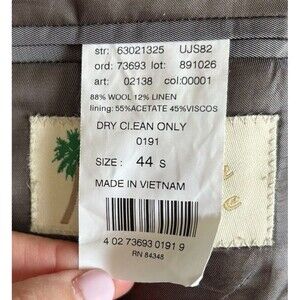 str: 63021325 UJS82
ord: 73693 lot: 891026
art: 02138 col:00001
88% WOOL 12% LINEN
lining: 55%ACETATE 45%VISCOS
DRY CLEAN ONLY
0191
SIZE: 44 S
MADE IN VIETNAM
4 02 73693 0191 9
RN 84345